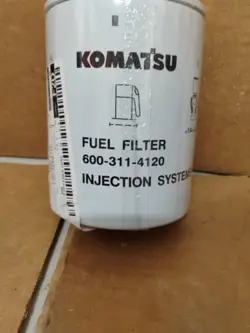 KOMATSU
FUEL FILTER
600-311-4120
INJECTION SYSTEM